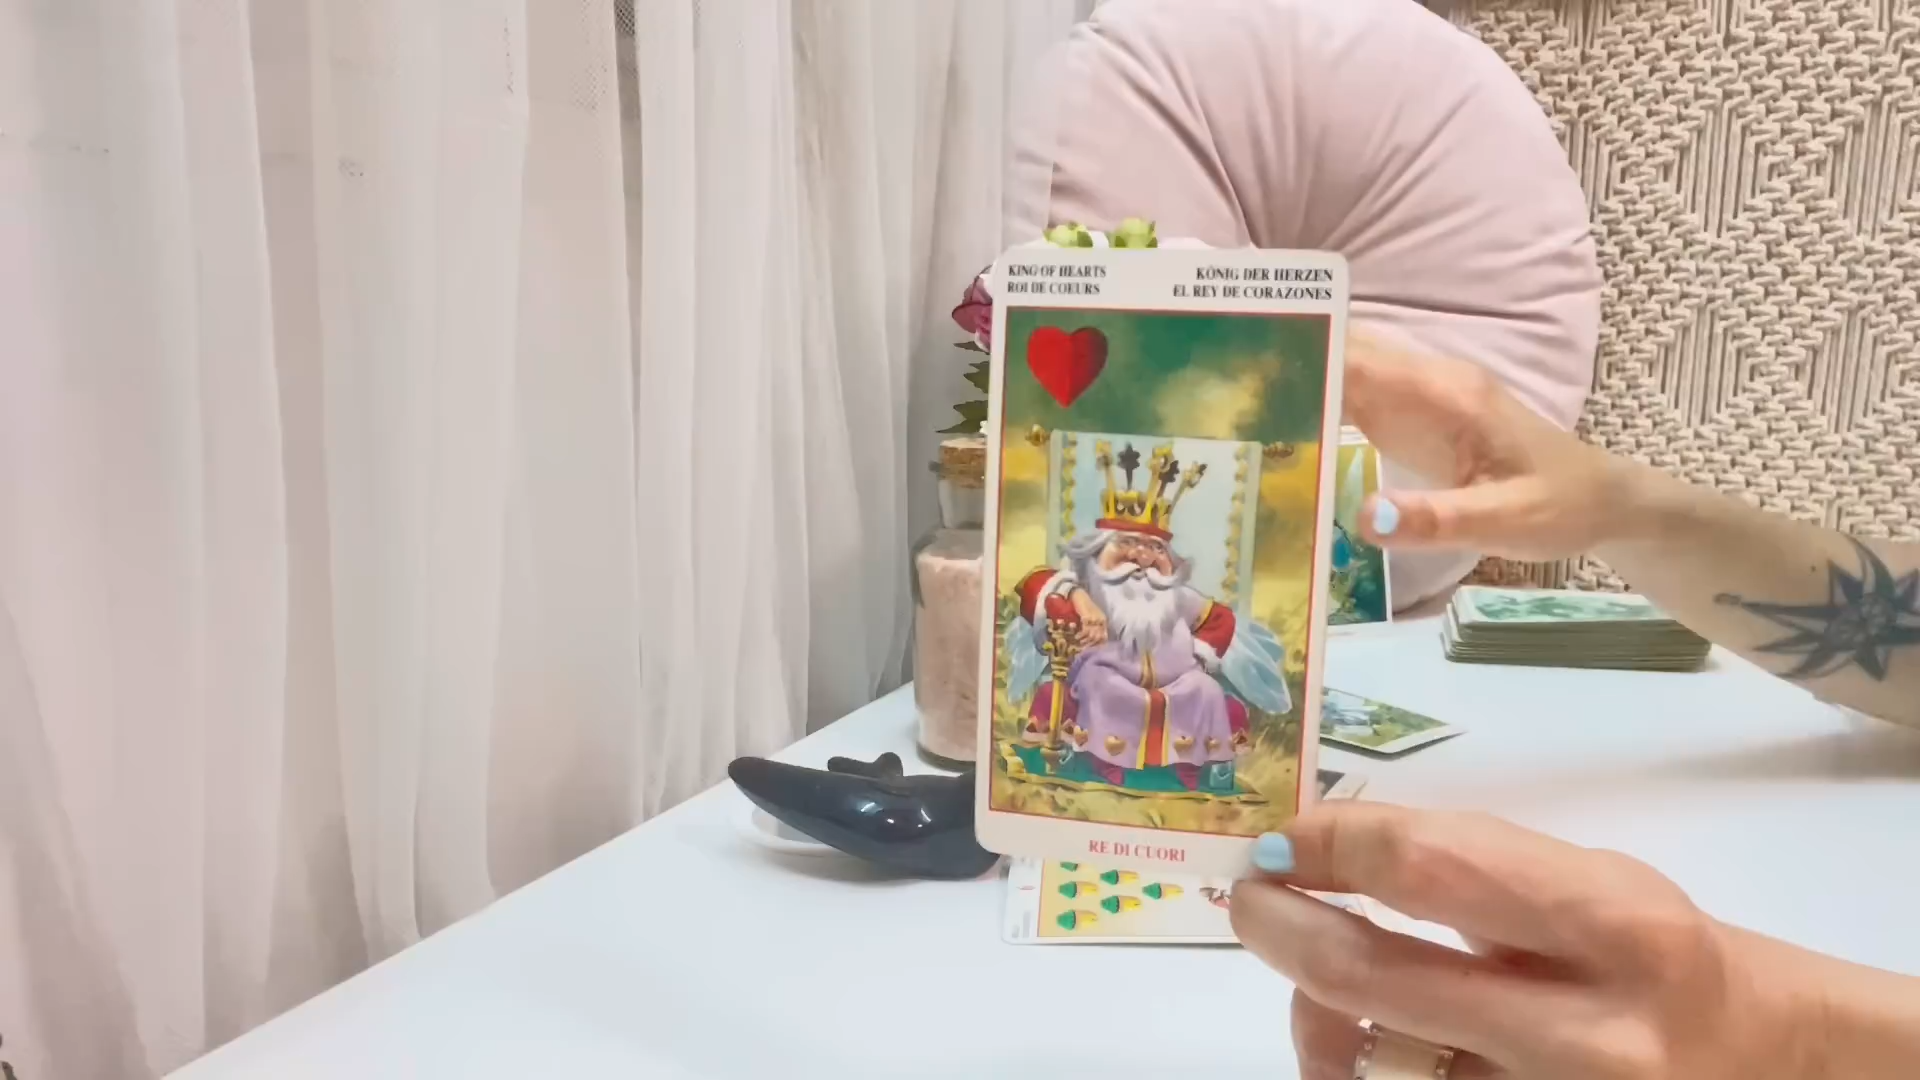 KING OF HEARTS
ROI DE COEURS
KÖNIG DER HERZEN
EL REY DE CORAZONES
RE DI CUORI